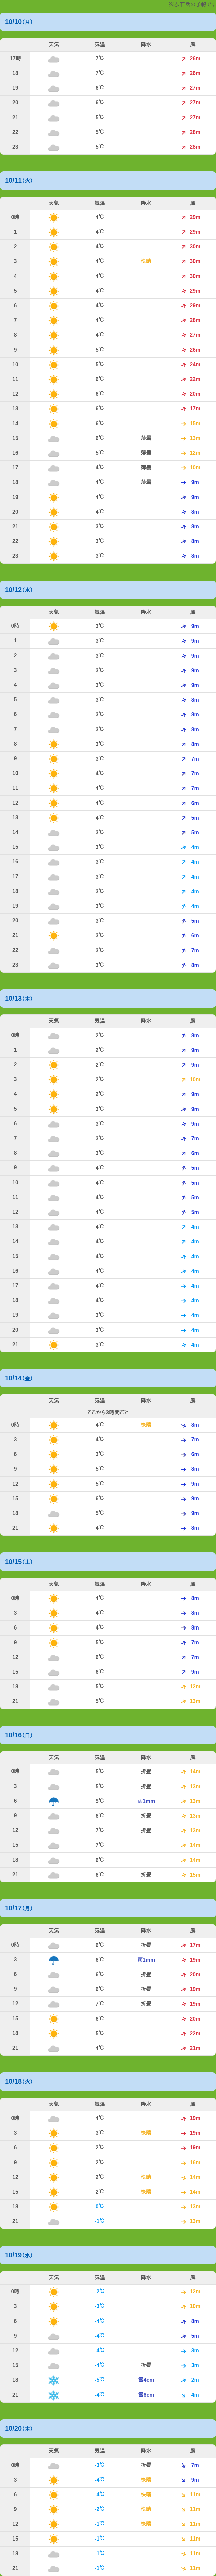 10/10(月)
天気 気温 降水 風
17時 7℃ 26m
18 7℃ 26m
19 6℃ 27m
20 6℃ 27m
21 5℃ 27m
22 5℃ 28m
23 5℃ 28m
10/11(火)
天気 気温 降水 風
0時 4℃ 29m
1 4℃ 29m
2 4℃ 30m
3 4℃ 快晴 30m
4 4℃ 30m
5 4℃ 29m
6 4℃ 29m
7 4℃ 28m
8 4℃ 27m
9 5℃ 26m
10 5℃ 24m
11 6℃ 22m
12 6℃ 20m
13 6℃ 17m
14 6℃ 15m
15 6℃ 薄曇 13m
16 5℃ 薄曇 12m
17 4℃ 薄曇 10m
18 4℃ 薄曇 9m
19 4℃ 9m
20 4℃ 8m
21 3℃ 8m
22 3℃ 8m
23 3℃ 8m
10/12(水)
天気 気温 降水 風
0時 3℃ 9m
1 3℃ 9m
2 3℃ 9m
3 3℃ 9m
4 3℃ 9m
5 3℃ 8m
6 3℃ 8m
7 3℃ 8m
8 3℃ 8m
9 3℃ 7m
10 4℃ 7m
11 4℃ 7m
12 4℃ 6m
13 4℃ 5m
14 3℃ 5m
15 3℃ 4m
16 3℃ 4m
17 3℃ 4m
18 3℃ 4m
19 3℃ 4m
20 3℃ 5m
21 3℃ 6m
22 3℃ 7m
23 3℃ 8m
10/13(木)
天気 気温 降水 風
0時 2℃ 8m
1 2℃ 9m
2 2℃ 9m
3 2℃ 10m
4 2℃ 9m
5 3℃ 9m
6 3℃ 9m
7 3℃ 7m
8 3℃ 6m
9 4℃ 5m
10 4℃ 5m
11 4℃ 5m
12 4℃ 5m
13 4℃ 4m
14 4℃ 4m
15 4℃ 4m
16 4℃ 4m
17 4℃ 4m
18 4℃ 4m
19 3℃ 4m
20 3℃ 4m
21 3℃ 4m
10/14(金)
天気 気温 降水 風
ここから3時間ごと
0時 4℃ 快晴 8m
3 4℃ 7m
6 3℃ 6m
9 5℃ 8m
12 5℃ 9m
15 6℃ 9m
18 5℃ 9m
21 4℃ 8m
10/15(土)
天気 気温 降水 風
0時 4℃ 8m
3 4℃ 8m
6 4℃ 8m
9 5℃ 7m
12 6℃ 7m
15 6℃ 9m
18 5℃ 12m
21 5℃ 13m
10/16(日)
天気 気温 降水 風
0時 5℃ 折曇 14m
3 5℃ 折曇 13m
6 5℃ 雨1mm 13m
9 6℃ 折曇 13m
12 7℃ 折曇 15m
15 7℃ 14m
18 6℃ 14m
21 6℃ 折曇 15m
10/17(月)
天気 気温 降水 風
0時 6℃ 折曇 17m
3 6℃ 雨1mm 19m
6 6℃ 折曇 20m
9 6℃ 折曇 19m
12 7℃ 折曇 19m
15 6℃ 20m
18 5℃ 22m
21 4℃ 21m
10/18(火)
天気 気温 降水 風
0時 4℃ 19m
3 3℃ 快晴 19m
6 2℃ 19m
9 2℃ 16m
12 2℃ 快晴 14m
15 2℃ 快晴 14m
18 0℃ 15m
21 -1℃ 13m
10/19(水)
天気 気温 降水 風
0時 -2℃ 12m
3 -3℃ 10m
6 -4℃ 8m
9 -4℃ 5m
12 -4℃ 3m
15 -4℃ 折曇 3m
18 -5℃ 雪4cm 2m
21 -4℃ 雪6cm 4m
10/20(木)
天気 気温 降水 風
0時 -3℃ 折曇 7m
3 -4℃ 快晴 9m
6 -4℃ 快晴 11m
9 -2℃ 快晴 11m
12 -1℃ 快晴 11m
15 -1℃ 11m
18 -1℃ 11m
21 -1℃ 11m